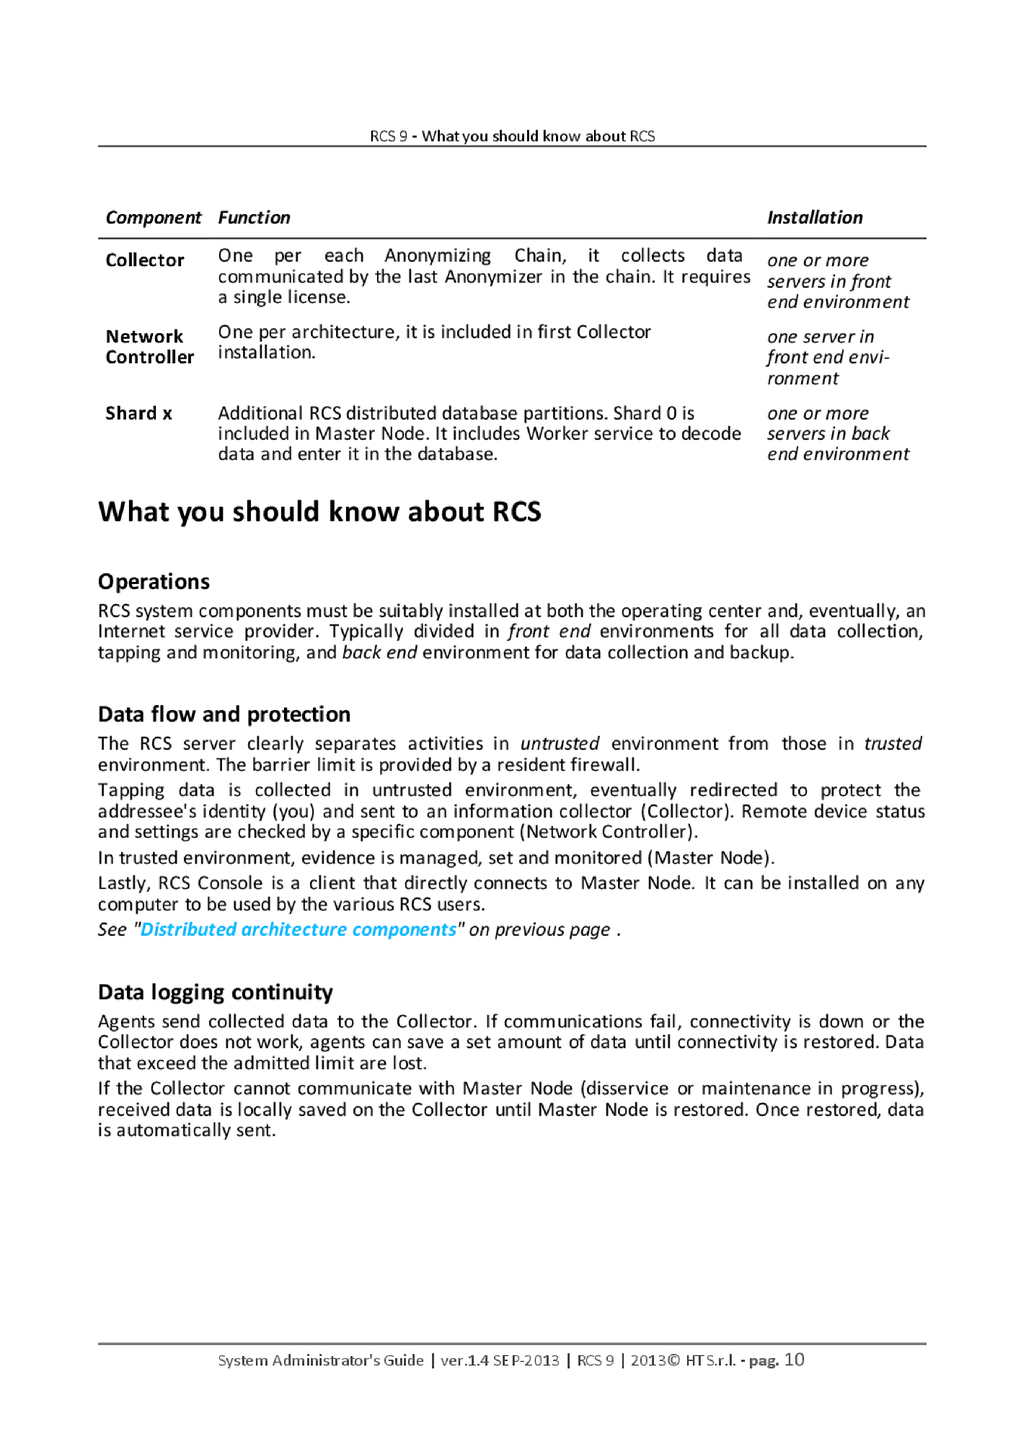 RCS 9 - What you should know about RCS
Component Function Installation
Collector One per each Anonymizing Chain, it collects data one or more
communicated by the last Anonymizer in the chain. It requires servers in front
a single license. end environment
Network One per architecture, it is included in first Collector one server in
Controller installation. front end envi-
ronment
Shard x Additional RCS distributed database partitions. Shard 0 is one or more
included in Master Node. It includes Worker service to decode servers in back
data and enter it in the database. end environment
What you should know about RCS
Operations
RCS system components must be suitably installed at both the operating center and, eventually, an
Internet service provider. Typically divided in front end environments for all data collection,
tapping and monitoring, and back end environment for data collection and backup.
Data flow and protection
The RCS server clearly separates activities in untrusted environment from those in trusted
environment. The barrier limit is provided by a resident firewall.
Tapping data is collected in untrusted environment, eventually redirected to protect the
addressee's identity (you) and sent to an information collector (Collector). Remote device status
and settings are checked by a specific component (Network Controller).
In trusted environment, evidence is managed, set and monitored (Master Node).
Lastly, RCS Console is a client that directly connects to Master Node. It can be installed on any
computer to be used by the various RCS users.
See "Distributed architecture components" on previous page .
Data logging continuity
Agents send collected data to the Collector. If communications fail, connectivity is down or the
Collector does not work, agents can save a set amount of data until connectivity is restored. Data
that exceed the admitted limit are lost.
If the Collector cannot communicate with Master Node (disservice or maintenance in progress),
received data is locally saved on the Collector until Master Node is restored. Once restored, data
is automatically sent.
System Administrator's Guide | ver.1.4 SEP-2013 | RCS 9 | 2013© HT S.r.l. - pag. 10